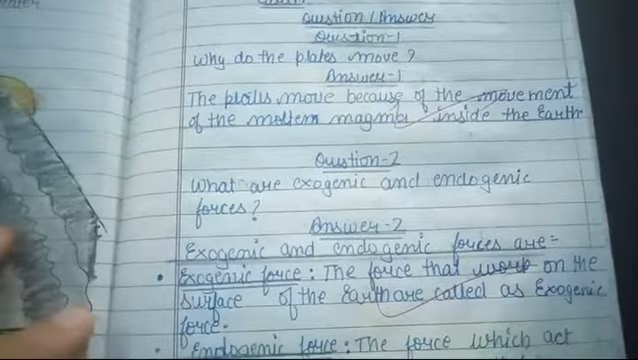 Question / Answer
Question-1
Why do the plates move ?
Answer-1
The plates move because of the movement
of the molten magma inside the Earth
Question-2
What are exogenic and endogenic
forces?
Answer-2
Exogenic and endogenic forces are=
• Exogenic force : The force that work on the
surface of the Earth are called as Exogenic
force.
• Endogenic force : The force which act